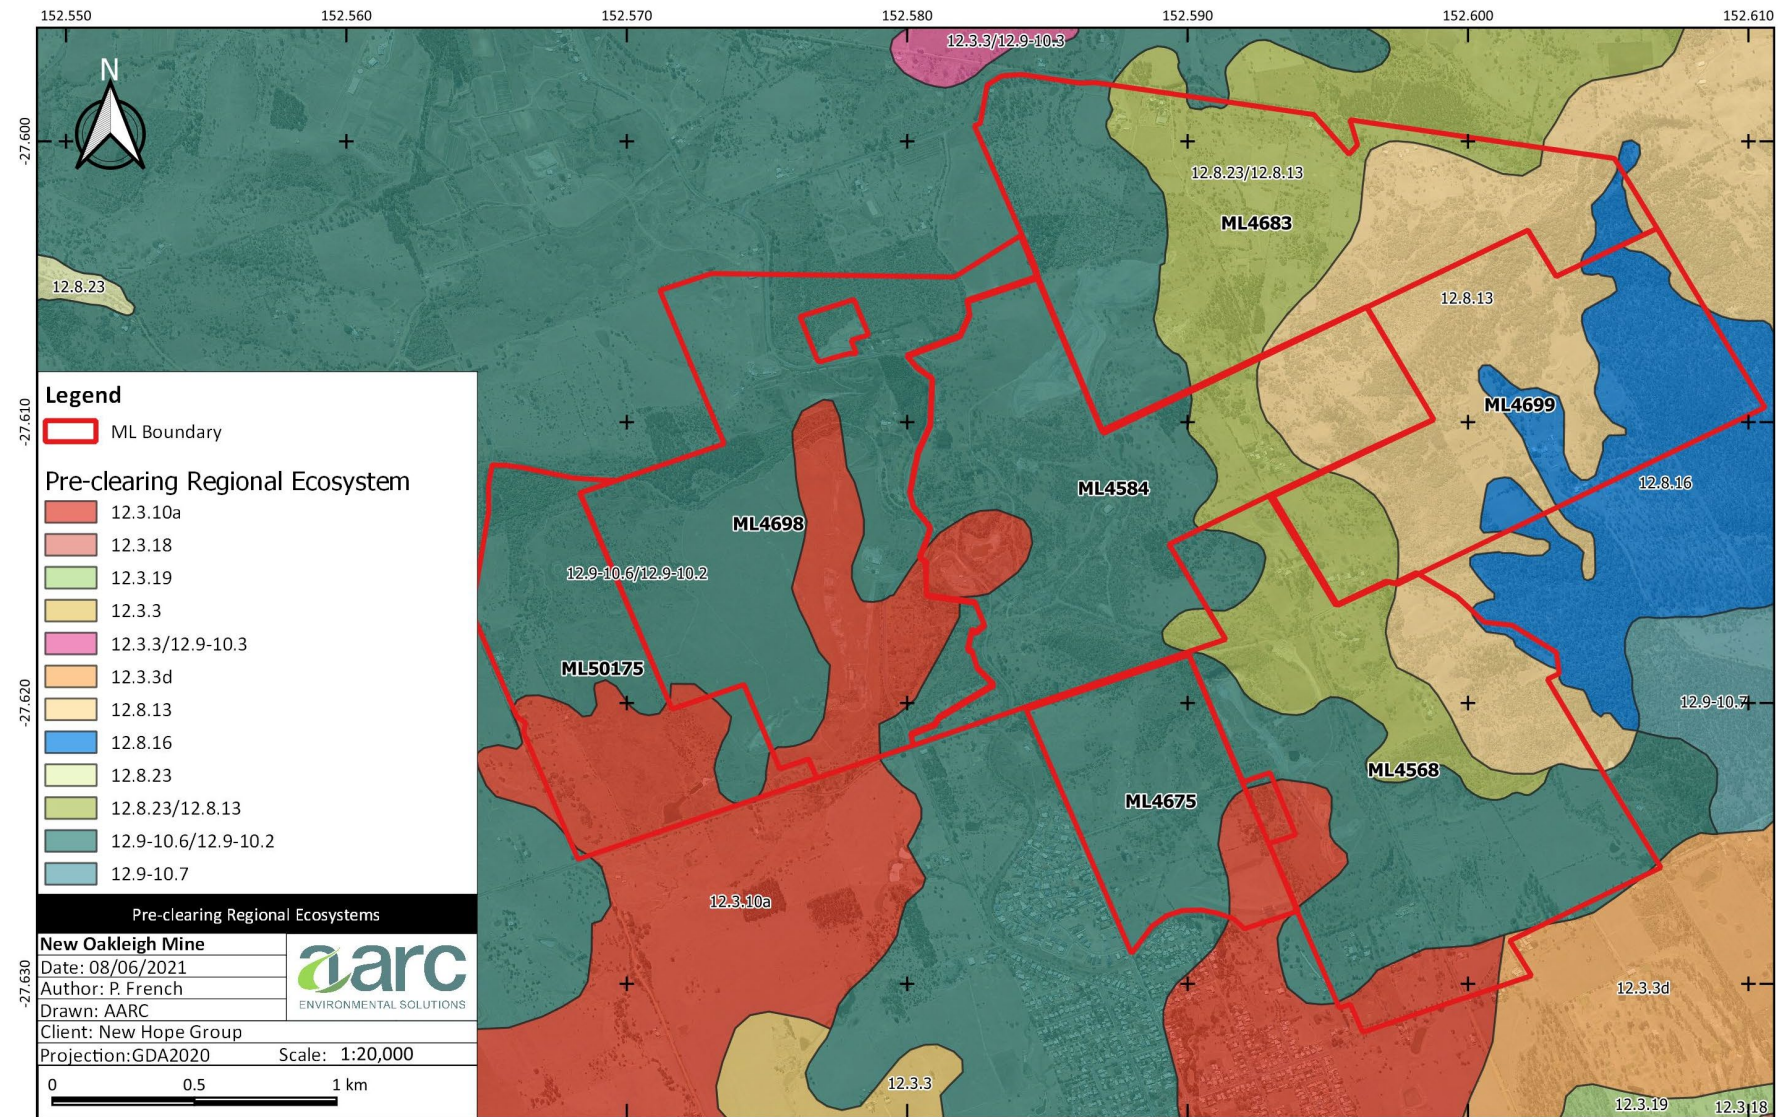 152.550 152.560 152.570 152.580 152.590 152.600 152.610
12.3.3/12.9-10.3
N
-27.600
12.8.23/12.8.13
ML4683
12.8.23
12.8.13
Legend
ML Boundary
-27.610
ML4699
Pre-clearing Regional Ecosystem
12.3.10a
12.3.18
12.3.19
12.3.3
12.3.3/12.9-10.3
12.3.3d
12.8.13
12.8.16
12.8.23
12.8.23/12.8.13
12.9-10.6/12.9-10.2
12.9-10.7
ML4584
12.8.16
ML4698
12.9-10.6/12.9-10.2
ML50175
-27.620
12.9-10.7
ML4568
ML4675
12.3.10a
-27.630
12.3.3d
12.3.3
12.3.19
12.3.18
Pre-clearing Regional Ecosystems
New Oakleigh Mine
Date: 08/06/2021
Author: P. French
Drawn: AARC
Client: New Hope Group
Projection:GDA2020 Scale: 1:20,000
aarc
ENVIRONMENTAL SOLUTIONS
0 0.5 1 km